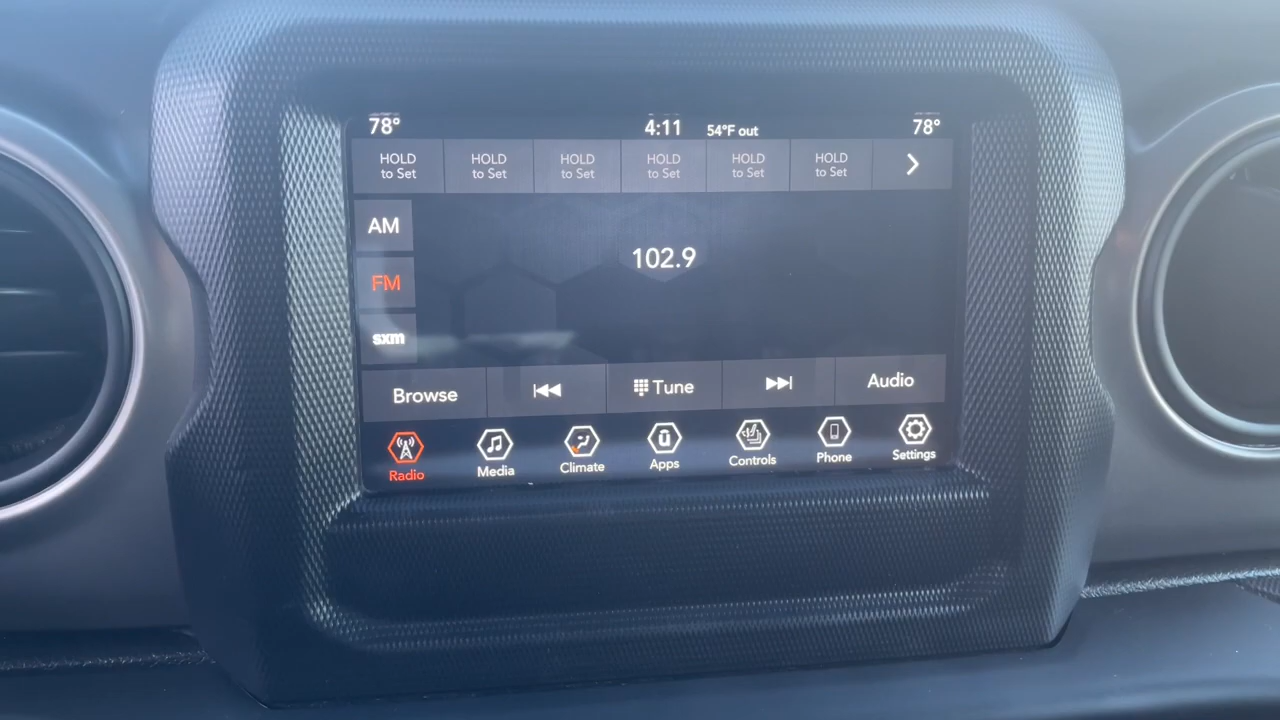 78° 4:11 54°F out 78°
HOLD HOLD HOLD HOLD HOLD HOLD
to Set to Set to Set to Set to Set to Set
AM
102.9
FM
sxm
Browse Tune Audio
Radio Media Climate Apps Controls Phone Settings